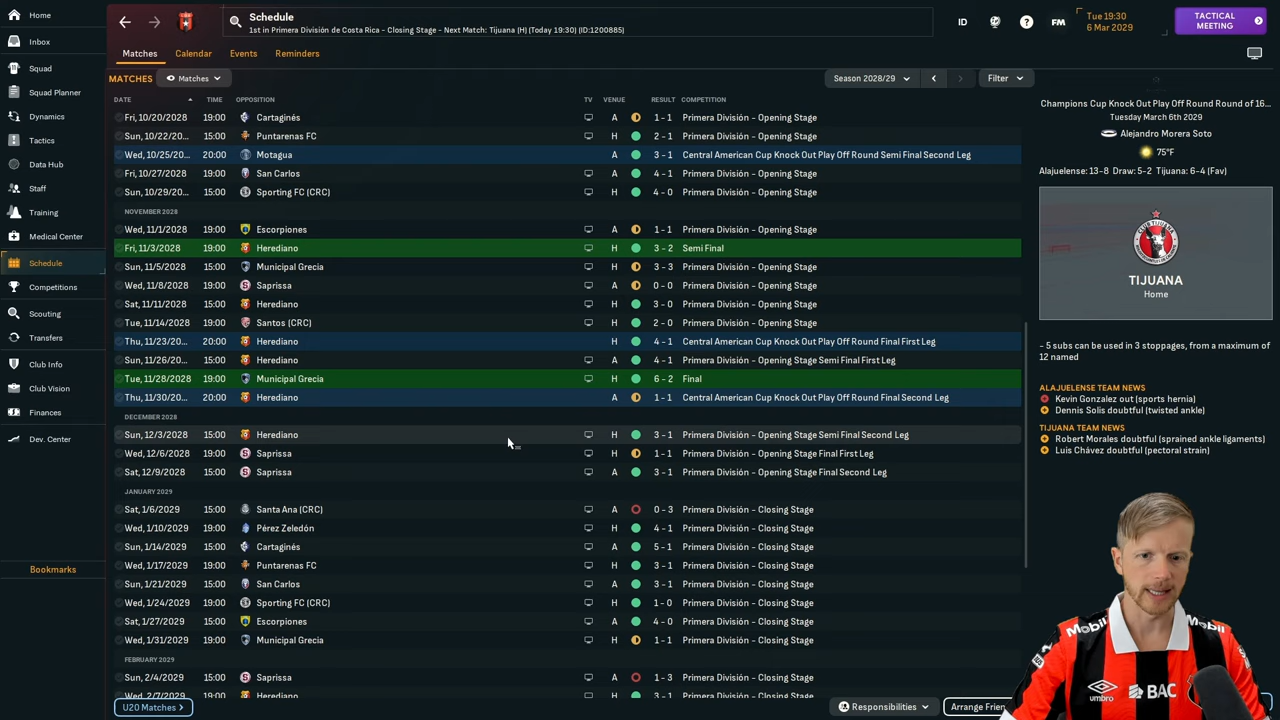 Home
Inbox
Squad
Squad Planner
Dynamics
Tactics
Data Hub
Staff
Training
Medical Center
Schedule
Competitions
Scouting
Transfers
Club Info
Club Vision
Finances
Dev. Center
Bookmarks
Schedule
1st in Primera División de Costa Rica - Closing Stage - Next Match: Tijuana (H) (Today 19:30) (ID:1200885)
ID
?
FM
Tue 19:30
6 Mar 2029
TACTICAL
MEETING
Matches Calendar Events Reminders
MATCHES Matches Season 2028/29 Filter
DATE TIME OPPOSITION TV VENUE RESULT COMPETITION
Fri, 10/20/2028 19:00 Cartaginés A 1 - 1 Primera División - Opening Stage
Sun, 10/22/20... 15:00 Puntarenas FC H 2 - 1 Primera División - Opening Stage
Wed, 10/25/20... 20:00 Motagua A 3 - 1 Central American Cup Knock Out Play Off Round Semi Final Second Leg
Fri, 10/27/2028 19:00 San Carlos A 4 - 1 Primera División - Opening Stage
Sun, 10/29/20... 15:00 Sporting FC (CRC) H 4 - 0 Primera División - Opening Stage
NOVEMBER 2028
Wed, 11/1/2028 19:00 Escorpiones A 1 - 1 Primera División - Opening Stage
Fri, 11/3/2028 19:00 Herediano H 3 - 2 Semi Final
Sun, 11/5/2028 15:00 Municipal Grecia H 3 - 3 Primera División - Opening Stage
Wed, 11/8/2028 19:00 Saprissa A 0 - 0 Primera División - Opening Stage
Sat, 11/11/2028 15:00 Herediano H 3 - 0 Primera División - Opening Stage
Tue, 11/14/2028 19:00 Santos (CRC) H 2 - 0 Primera División - Opening Stage
Thu, 11/23/20... 20:00 Herediano H 4 - 1 Central American Cup Knock Out Play Off Round Final First Leg
Sun, 11/26/20... 15:00 Herediano A 4 - 1 Primera División - Opening Stage Semi Final First Leg
Tue, 11/28/2028 19:00 Municipal Grecia H 6 - 2 Final
Thu, 11/30/20... 20:00 Herediano A 1 - 1 Central American Cup Knock Out Play Off Round Final Second Leg
DECEMBER 2028
Sun, 12/3/2028 15:00 Herediano H 3 - 1 Primera División - Opening Stage Semi Final Second Leg
Wed, 12/6/2028 19:00 Saprissa H 1 - 1 Primera División - Opening Stage Final First Leg
Sat, 12/9/2028 15:00 Saprissa A 3 - 1 Primera División - Opening Stage Final Second Leg
JANUARY 2029
Sat, 1/6/2029 15:00 Santa Ana (CRC) A 0 - 3 Primera División - Closing Stage
Wed, 1/10/2029 19:00 Pérez Zeledón H 4 - 1 Primera División - Closing Stage
Sun, 1/14/2029 15:00 Cartaginés A 5 - 1 Primera División - Closing Stage
Wed, 1/17/2029 19:00 Puntarenas FC H 3 - 1 Primera División - Closing Stage
Sun, 1/21/2029 15:00 San Carlos A 3 - 1 Primera División - Closing Stage
Wed, 1/24/2029 19:00 Sporting FC (CRC) H 1 - 0 Primera División - Closing Stage
Sat, 1/27/2029 15:00 Escorpiones A 4 - 0 Primera División - Closing Stage
Wed, 1/31/2029 19:00 Municipal Grecia H 1 - 1 Primera División - Closing Stage
FEBRUARY 2029
Sun, 2/4/2029 15:00 Saprissa A 1 - 3 Primera División - Closing Stage
Wed, 2/7/2029 19:00 Herediano H 3 - 1 Primera División - Closing Stage
U20 Matches
Responsibilities
Arrange Frien
Champions Cup Knock Out Play Off Round Round of 16...
Tuesday March 6th 2029
Alejandro Morera Soto
75°F
Alajuelense: 13-8 Draw: 5-2 Tijuana: 6-4 (Fav)
TIJUANA
Home
- 5 subs can be used in 3 stoppages, from a maximum of
12 named
ALAJUELENSE TEAM NEWS
Kevin Gonzalez out (sports hernia)
Dennis Solis doubtful (twisted ankle)
TIJUANA TEAM NEWS
Robert Morales doubtful (sprained ankle ligaments)
Luis Chávez doubtful (pectoral strain)
Mobil
Mobil
umbro
BAC